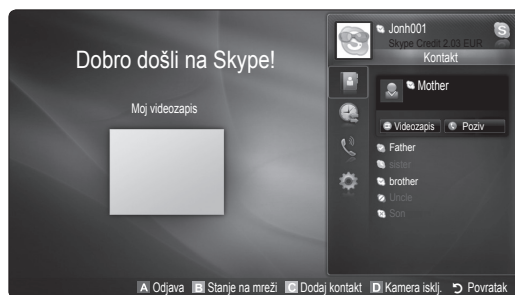 Dobro došli na Skype!
Moj videozapis
Jonh001
Skype Credit 2,03 EUR
S
Kontakt
Mother
Videozapis Poziv
Father
sister
brother
Uncle
Son
A Odjava B Stanje na mreži C Dodaj kontakt D Kamera isklj. Povratak